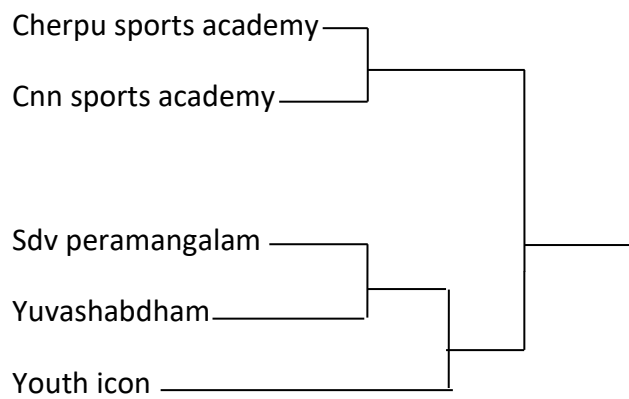 Cherpu sports academy
Cnn sports academy
Sdv peramangalam
Yuvashabdham
Youth icon